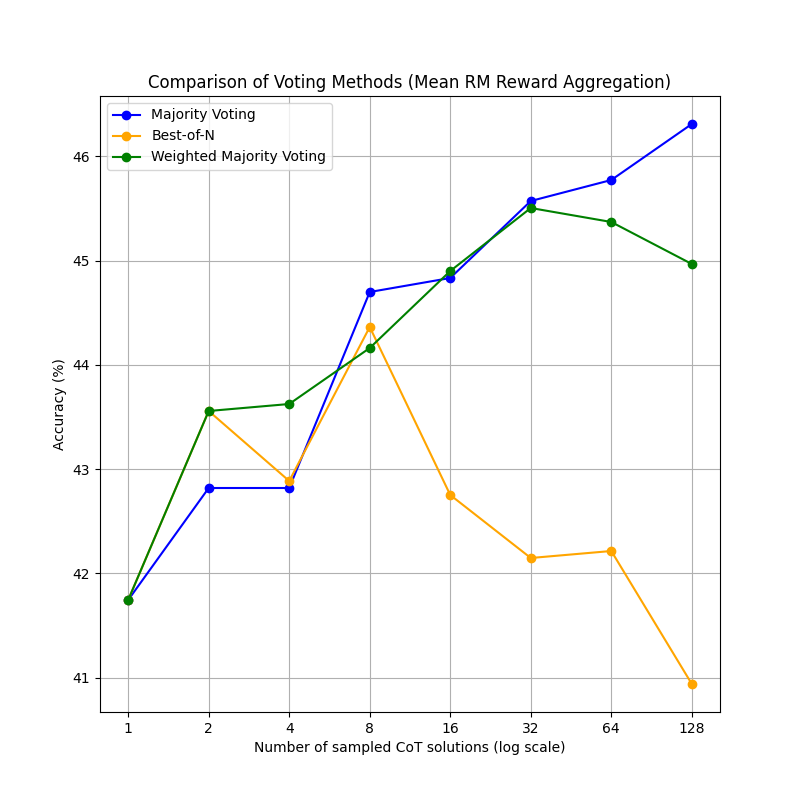 Comparison of Voting Methods (Mean RM Reward Aggregation)
Majority Voting
Best-of-N
Weighted Majority Voting
Accuracy (%)
46
45
44
43
42
41
1 2 4 8 16 32 64 128
Number of sampled CoT solutions (log scale)